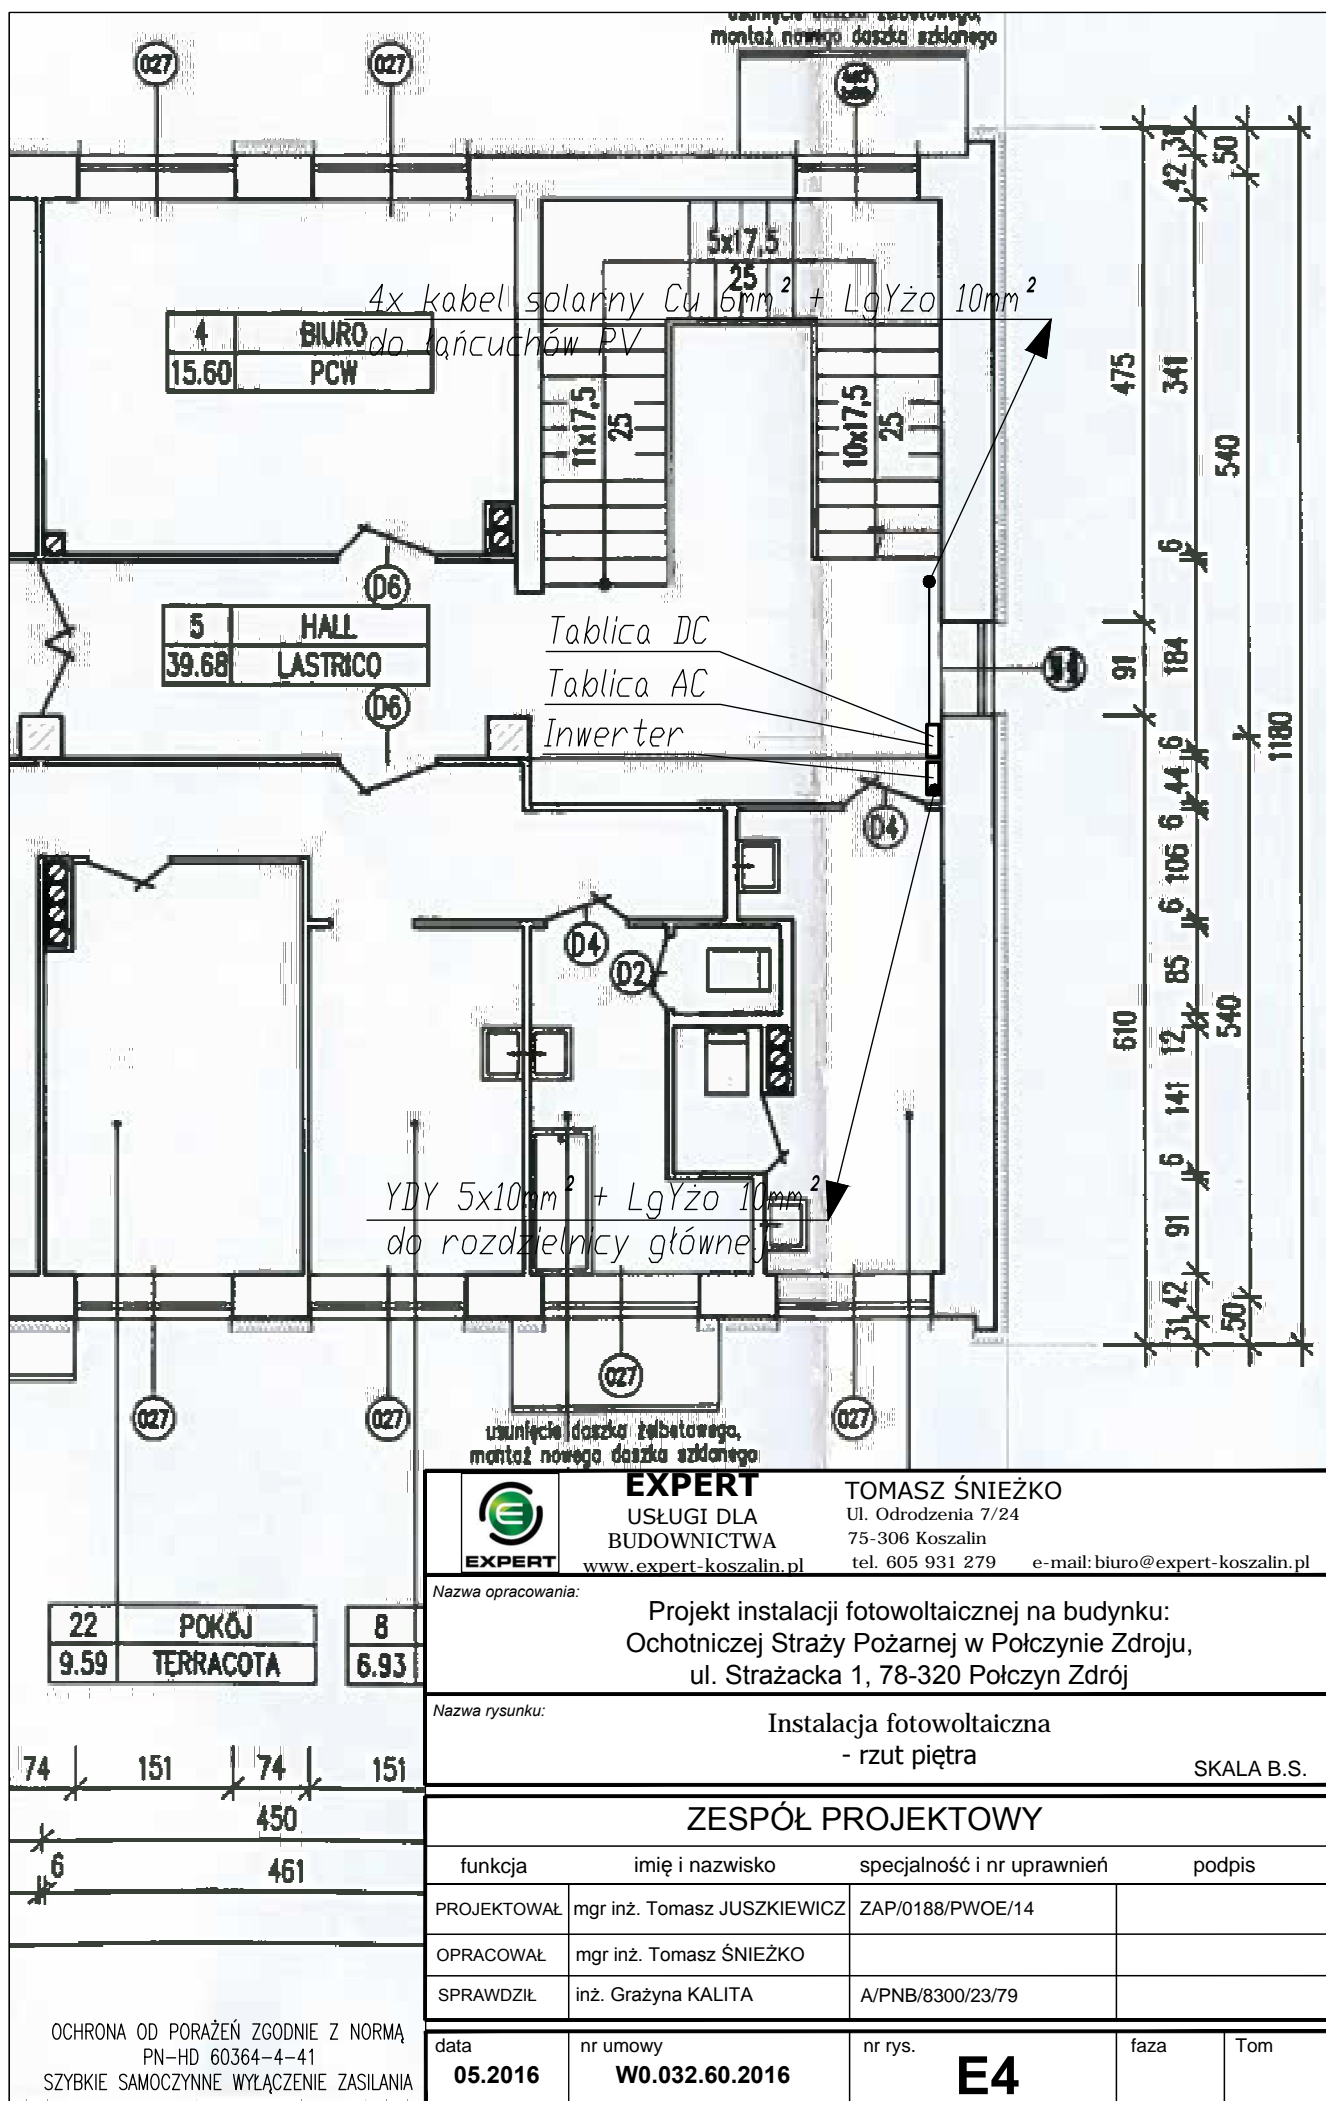 montaż nowego daszka szklanego
027
027
5x17,5
25
4x kabel solarny Cu 6mm² + LgYżo 10mm²
do łańcuchów PV
4 BIURO
15.60 PCW
11x17,5
25
10x17,5
25
D6
5 HALL
39.68 LASTRICO
D6
Tablica DC
Tablica AC
Inwerter
D4
D4
D2
YDY 5x10mm² + LgYżo 10mm²
do rozdzielnicy głównej
31
42
50
475
341
540
6
91
184
1180
6
44
6
106
6
85
610
12
540
141
6
91
42
31
50
027
027
027
027
usunięcie daszka żelbetowego,
montaż nowego daszka szklanego
EXPERT
EXPERT
USŁUGI DLA
BUDOWNICTWA
www.expert-koszalin.pl
TOMASZ ŚNIEŻKO
Ul. Odrodzenia 7/24
75-306 Koszalin
tel. 605 931 279 e-mail: biuro@expert-koszalin.pl
Nazwa opracowania:
Projekt instalacji fotowoltaicznej na budynku:
Ochotniczej Straży Pożarnej w Połczynie Zdroju,
ul. Strażacka 1, 78-320 Połczyn Zdrój
22 POKÓJ
9.59 TERRACOTA
8
6.93
Nazwa rysunku:
Instalacja fotowoltaiczna
- rzut piętra
SKALA B.S.
74 151 74 151
450
6 461
ZESPÓŁ PROJEKTOWY
funkcja imię i nazwisko specjalność i nr uprawnień podpis
PROJEKTOWAŁ mgr inż. Tomasz JUSZKIEWICZ ZAP/0188/PWOE/14
OPRACOWAŁ mgr inż. Tomasz ŚNIEŻKO
SPRAWDZIŁ inż. Grażyna KALITA A/PNB/8300/23/79
OCHRONA OD PORAŻEŃ ZGODNIE Z NORMĄ
PN-HD 60364-4-41
SZYBKIE SAMOCZYNNE WYŁĄCZENIE ZASILANIA
data nr umowy nr rys. faza Tom
05.2016 W0.032.60.2016 E4